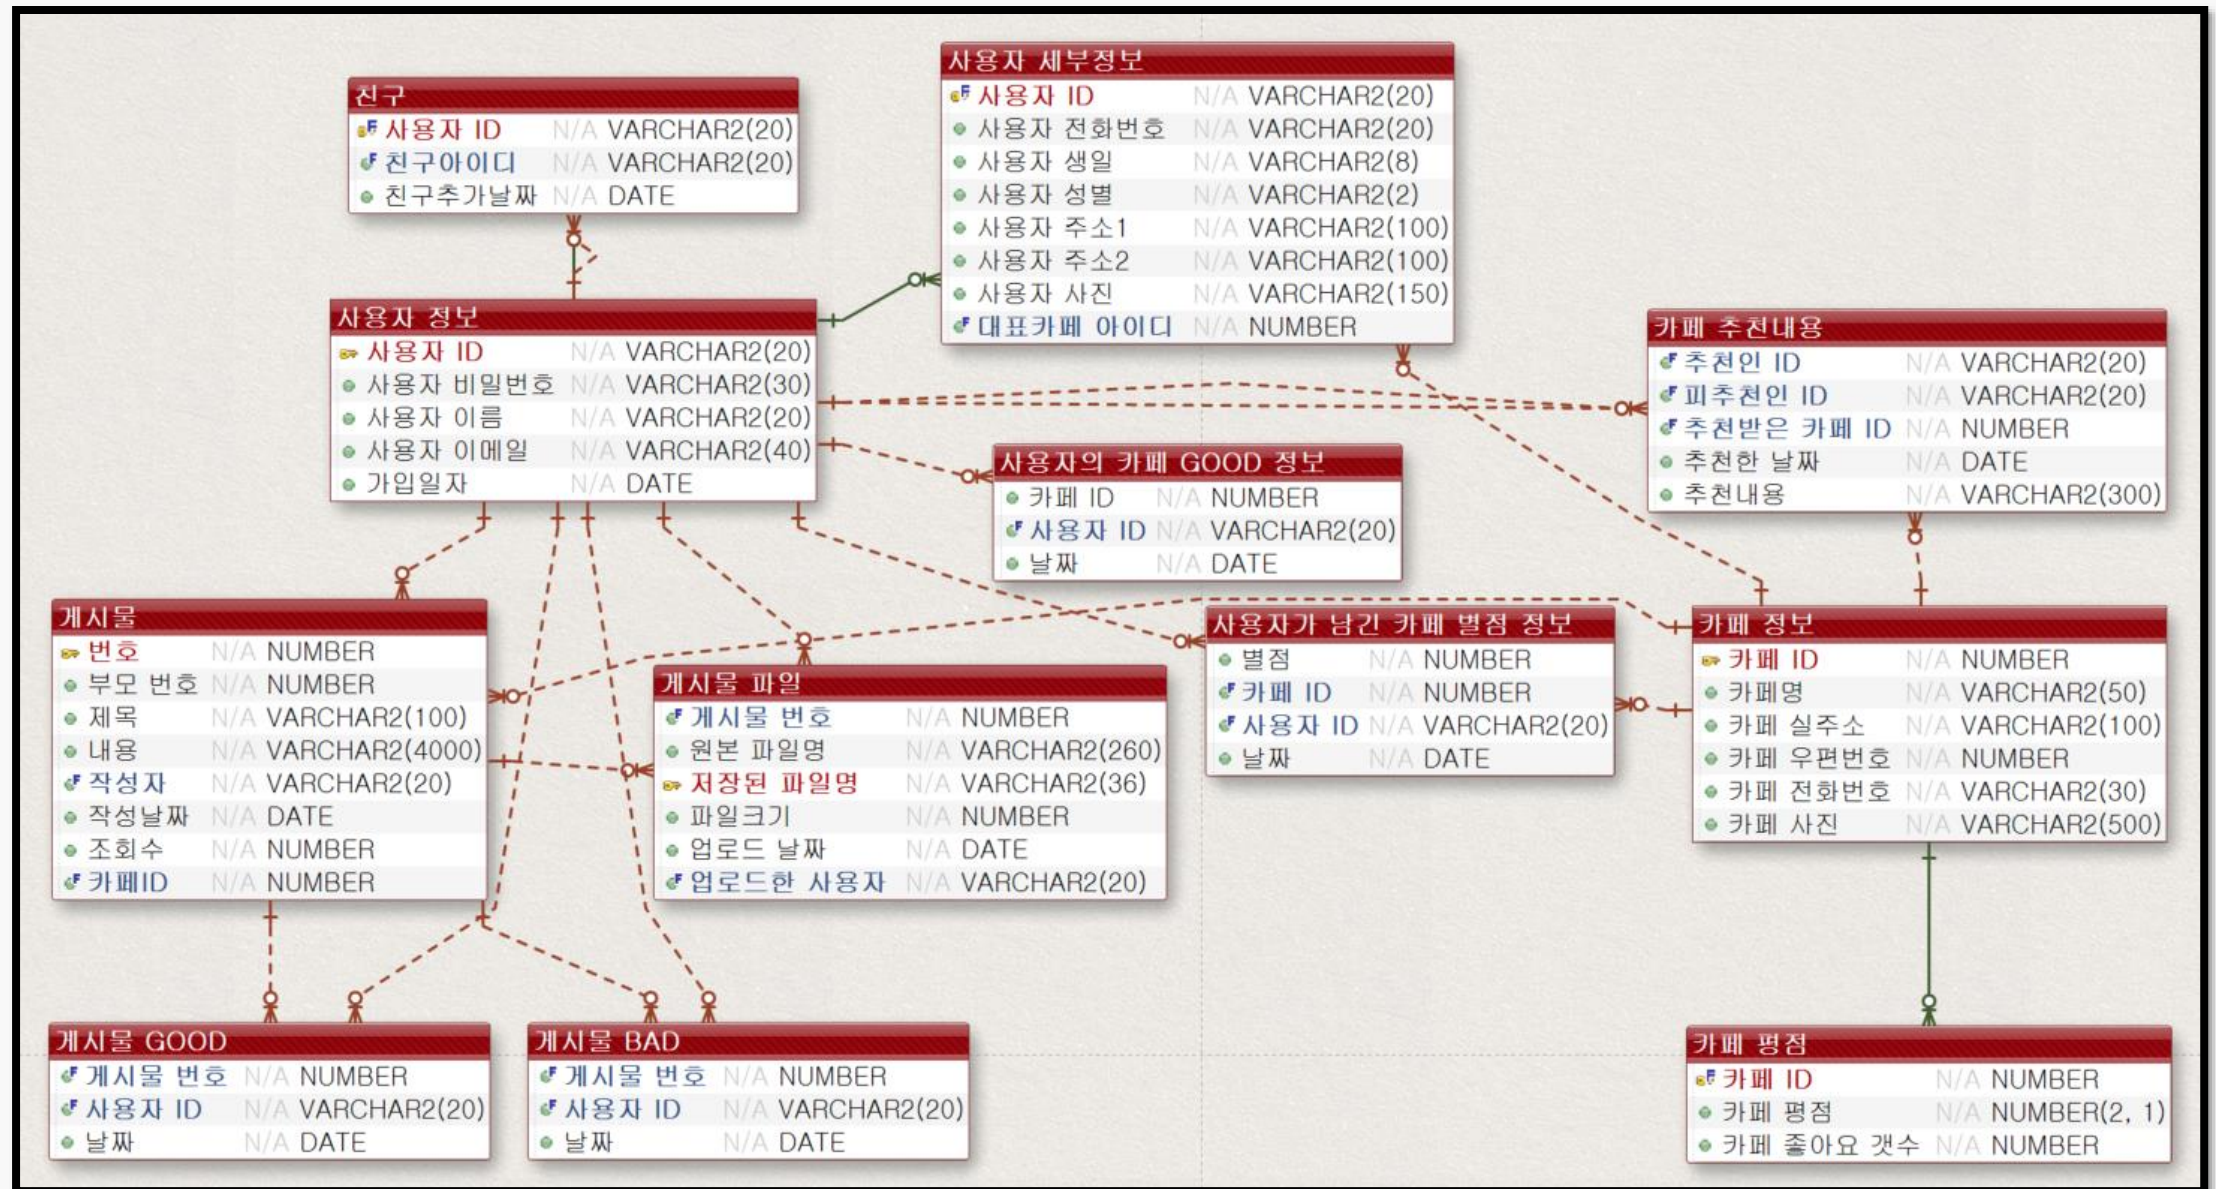 친구
사용자 ID N/A VARCHAR2(20)
친구아이디 N/A VARCHAR2(20)
친구추가날짜 N/A DATE
사용자 세부정보
사용자 ID N/A VARCHAR2(20)
사용자 전화번호 N/A VARCHAR2(20)
사용자 생일 N/A VARCHAR2(8)
사용자 성별 N/A VARCHAR2(2)
사용자 주소1 N/A VARCHAR2(100)
사용자 주소2 N/A VARCHAR2(100)
사용자 사진 N/A VARCHAR2(150)
대표카페 아이디 N/A NUMBER
사용자 정보
사용자 ID N/A VARCHAR2(20)
사용자 비밀번호 N/A VARCHAR2(30)
사용자 이름 N/A VARCHAR2(20)
사용자 이메일 N/A VARCHAR2(40)
가입일자 N/A DATE
카페 추천내용
추천인 ID N/A VARCHAR2(20)
피추천인 ID N/A VARCHAR2(20)
추천받은 카페 ID N/A NUMBER
추천한 날짜 N/A DATE
추천내용 N/A VARCHAR2(300)
사용자의 카페 GOOD 정보
카페 ID N/A NUMBER
사용자 ID N/A VARCHAR2(20)
날짜 N/A DATE
게시물
번호 N/A NUMBER
부모 번호 N/A NUMBER
제목 N/A VARCHAR2(100)
내용 N/A VARCHAR2(4000)
작성자 N/A VARCHAR2(20)
작성날짜 N/A DATE
조회수 N/A NUMBER
카페ID N/A NUMBER
게시물 파일
게시물 번호 N/A NUMBER
원본 파일명 N/A VARCHAR2(260)
저장된 파일명 N/A VARCHAR2(36)
파일크기 N/A NUMBER
업로드 날짜 N/A DATE
업로드한 사용자 N/A VARCHAR2(20)
사용자가 남긴 카페 별점 정보
별점 N/A NUMBER
카페 ID N/A NUMBER
사용자 ID N/A VARCHAR2(20)
날짜 N/A DATE
카페 정보
카페 ID N/A NUMBER
카페명 N/A VARCHAR2(50)
카페 실주소 N/A VARCHAR2(100)
카페 우편번호 N/A NUMBER
카페 전화번호 N/A VARCHAR2(30)
카페 사진 N/A VARCHAR2(500)
게시물 GOOD
게시물 번호 N/A NUMBER
사용자 ID N/A VARCHAR2(20)
날짜 N/A DATE
게시물 BAD
게시물 번호 N/A NUMBER
사용자 ID N/A VARCHAR2(20)
날짜 N/A DATE
카페 평점
카페 ID N/A NUMBER
카페 평점 N/A NUMBER(2, 1)
카페 좋아요 갯수 N/A NUMBER